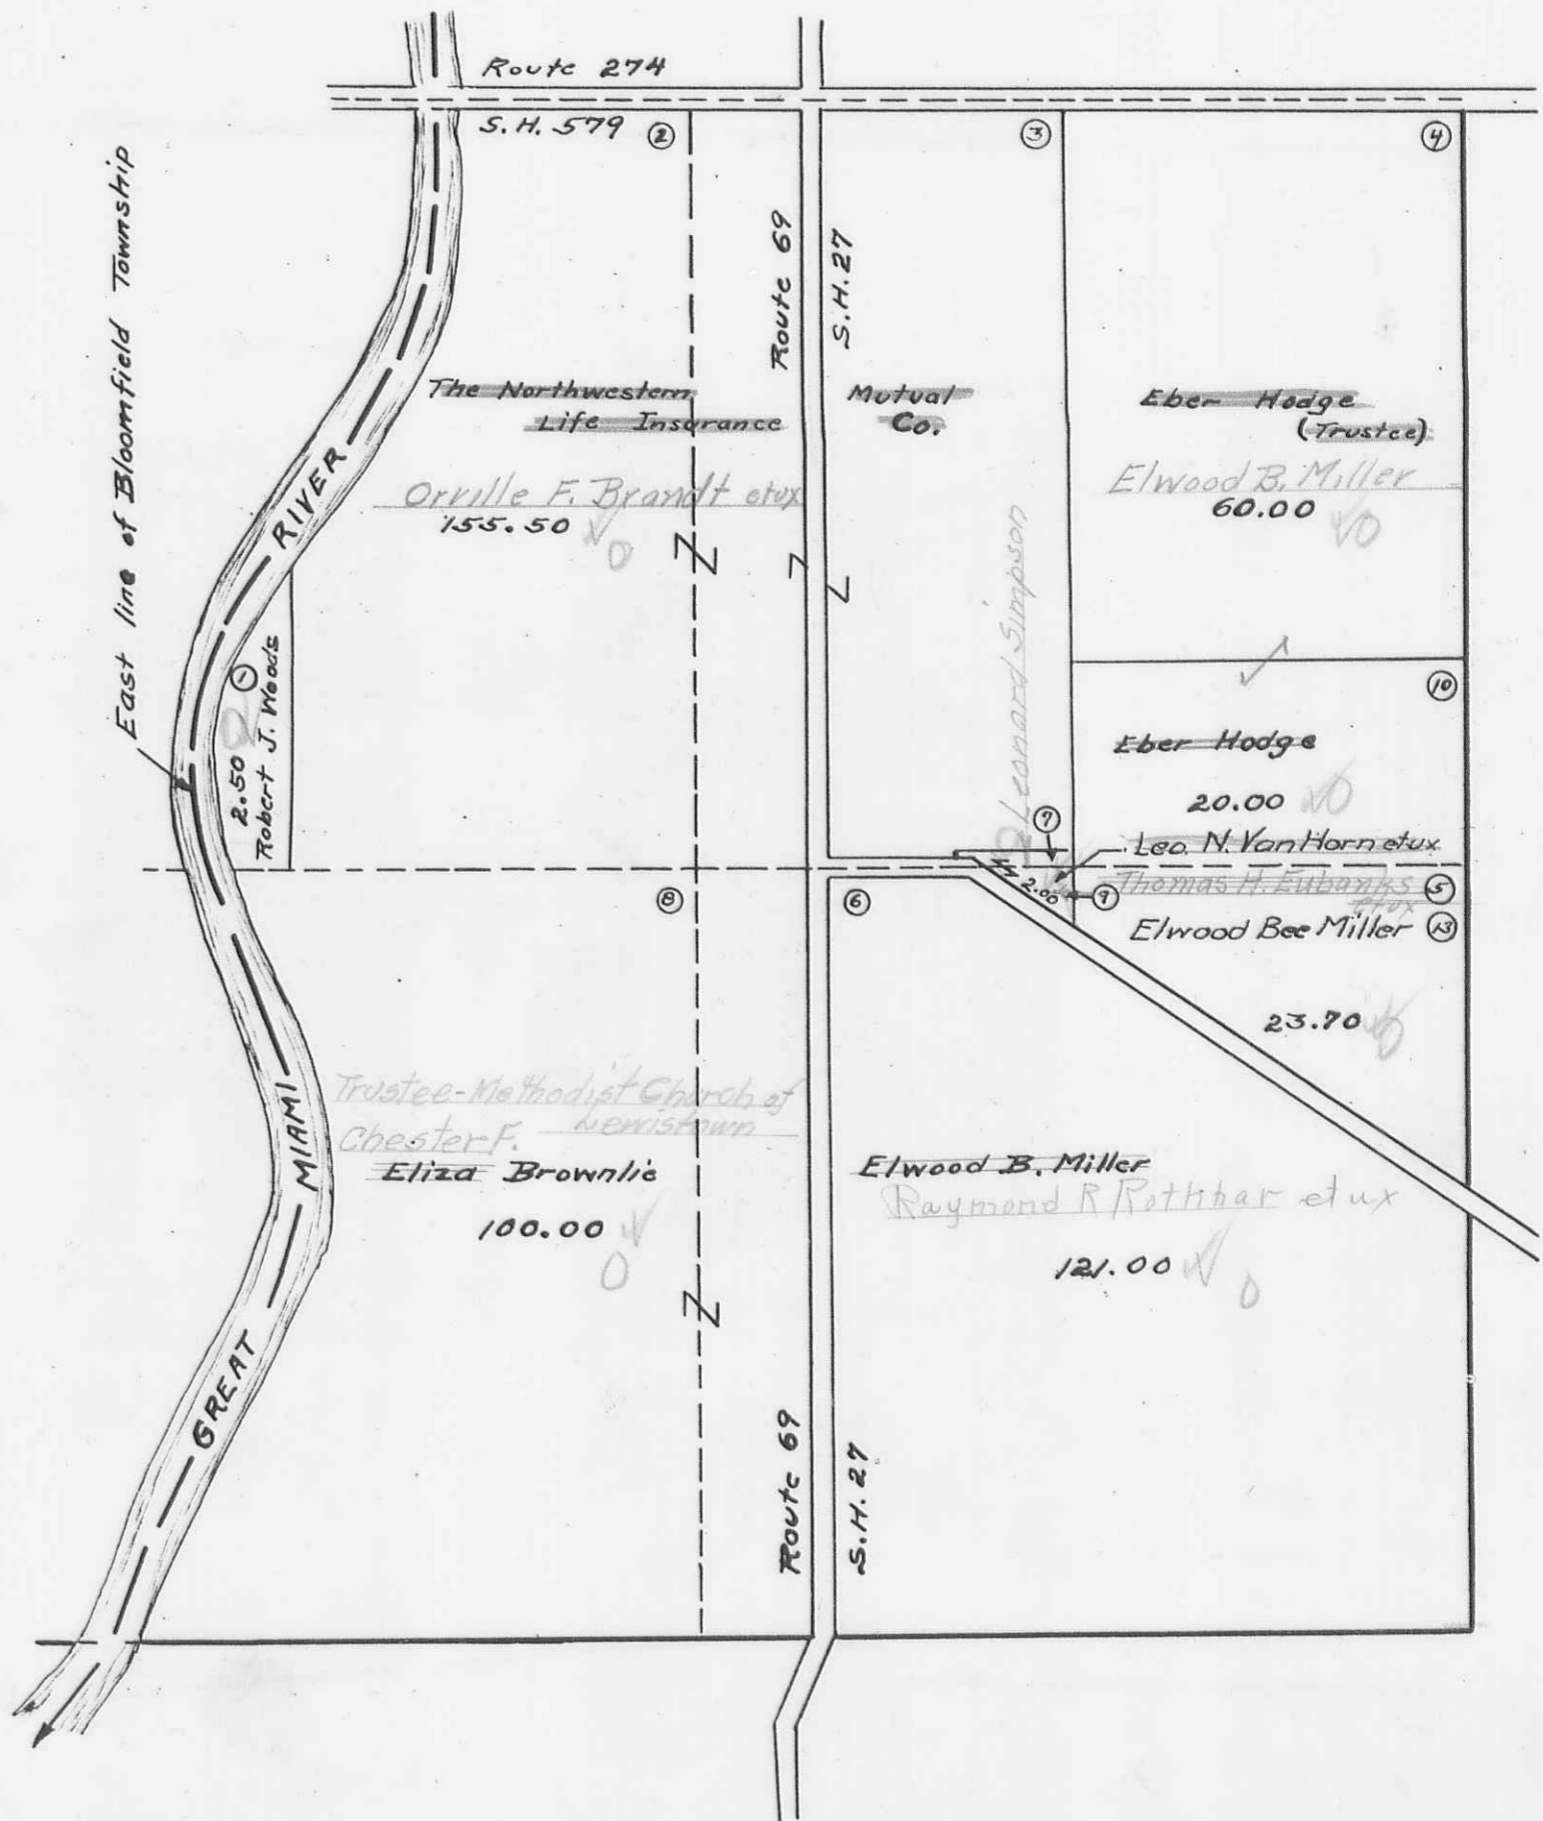 Route 274
S.H. 579 ②
③
④
East line of Bloomfield Township
Route 69
S.H. 27
The Northwestern
Life Insurance
Mutual
Co.
Eber Hodge
(Trustee)
Orville F. Brandt etux
155.50
Elwood B. Miller
60.00
RIVER
Leonard Simpson
①
2.50
Robert J. Woods
⑩
Eber Hodge
20.00
⑦
Leo. N. VanHorn etux
Thomas H. Eubanks ⑤
etux
2.00
⑨
⑧
⑥
Elwood Bee Miller ⑬
23.70
MIAMI
Trustee-Methodist Church of
Lewistown
Chester F.
Eliza Brownlie
100.00
Elwood B. Miller
Raymond R Rothhar et ux
121.00
GREAT
Route 69
S.H. 27